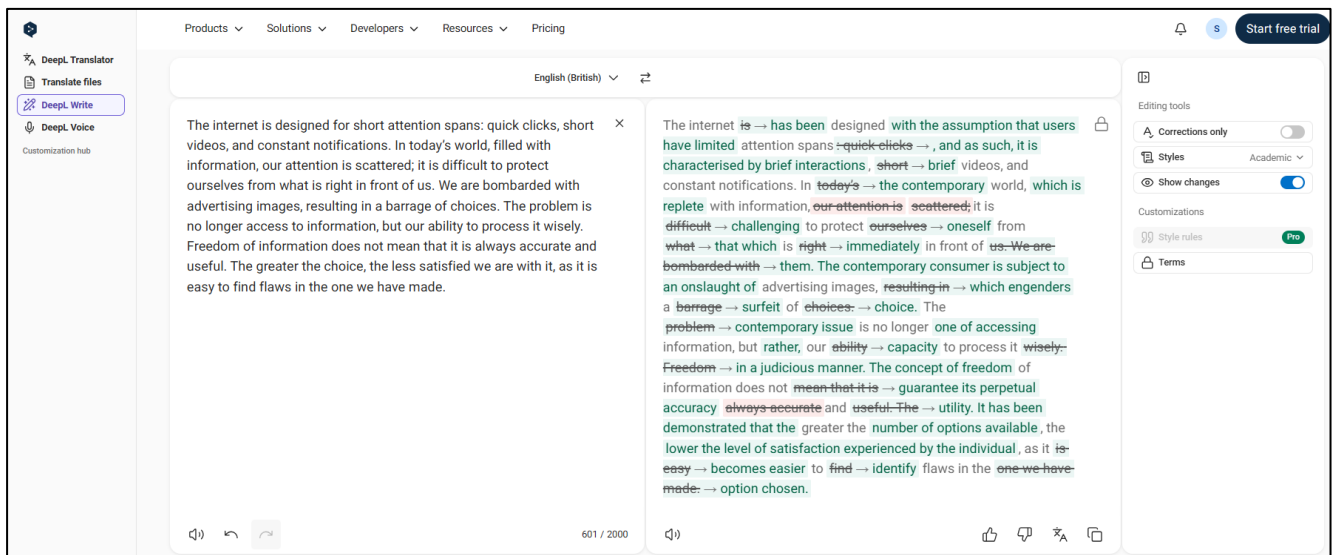 Products
Solutions
Developers
Resources
Pricing
S
Start free trial
DeepL Translator
Translate files
DeepL Write
DeepL Voice
Customization hub
English (British)
The internet is designed for short attention spans: quick clicks, short
videos, and constant notifications. In today's world, filled with
information, our attention is scattered; it is difficult to protect
ourselves from what is right in front of us. We are bombarded with
advertising images, resulting in a barrage of choices. The problem is
no longer access to information, but our ability to process it wisely.
Freedom of information does not mean that it is always accurate and
useful. The greater the choice, the less satisfied we are with it, as it is
easy to find flaws in the one we have made.
601 / 2000
The internet is → has been designed with the assumption that users
have limited attention spans : quick clicks → , and as such, it is
characterised by brief interactions , short → brief videos, and
constant notifications. In today's → the contemporary world, which is
replete with information, our attention is scattered; it is
difficult → challenging to protect ourselves → oneself from
what → that which is right → immediately in front of us. We are
bombarded with → them. The contemporary consumer is subject to
an onslaught of advertising images, resulting in → which engenders
a barrage → surfeit of choices. → choice. The
problem → contemporary issue is no longer one of accessing
information, but rather, our ability → capacity to process it wisely.
Freedom → in a judicious manner. The concept of freedom of
information does not mean that it is → guarantee its perpetual
accuracy always accurate and useful. The → utility. It has been
demonstrated that the greater the number of options available , the
lower the level of satisfaction experienced by the individual , as it is
easy → becomes easier to find → identify flaws in the one we have
made. → option chosen.
Editing tools
Corrections only
Styles Academic
Show changes
Customizations
Style rules Pro
Terms